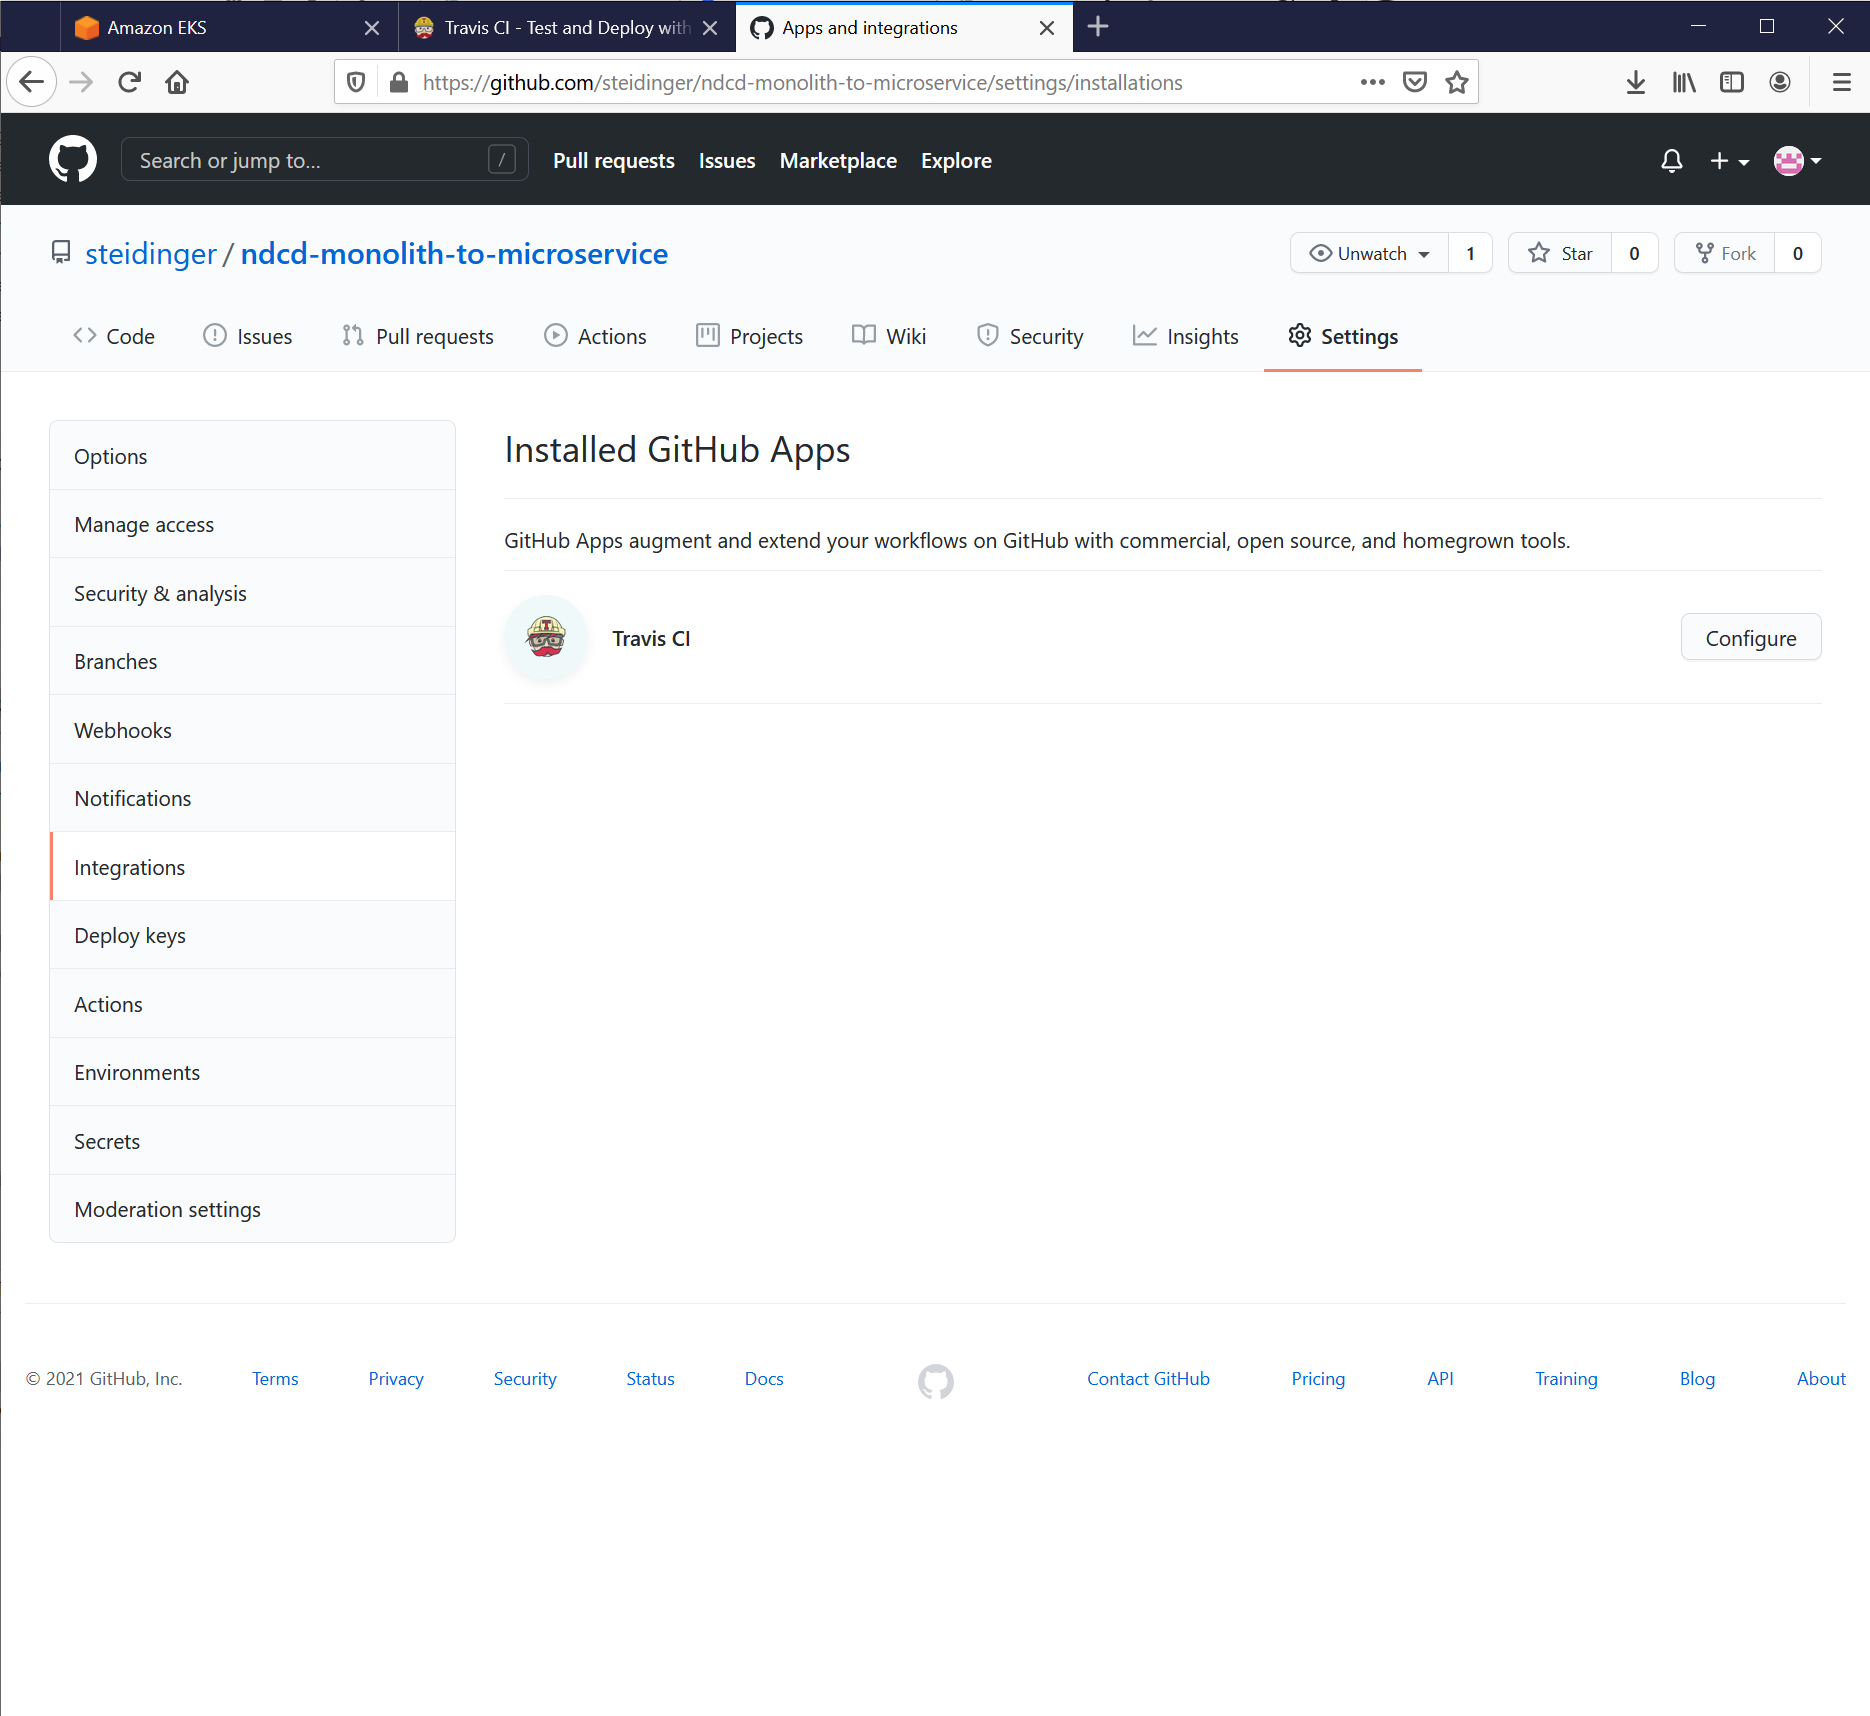 Amazon EKS
Travis CI - Test and Deploy with
Apps and integrations
https://github.com/steidinger/ndcd-monolith-to-microservice/settings/installations
Search or jump to... /
Pull requests Issues Marketplace Explore
steidinger / ndcd-monolith-to-microservice
Unwatch 1 Star 0 Fork 0
Code Issues Pull requests Actions Projects Wiki Security Insights Settings
Options
Manage access
Security & analysis
Branches
Webhooks
Notifications
Integrations
Deploy keys
Actions
Environments
Secrets
Moderation settings
Installed GitHub Apps
GitHub Apps augment and extend your workflows on GitHub with commercial, open source, and homegrown tools.
Travis CI
Configure
© 2021 GitHub, Inc. Terms Privacy Security Status Docs Contact GitHub Pricing API Training Blog About